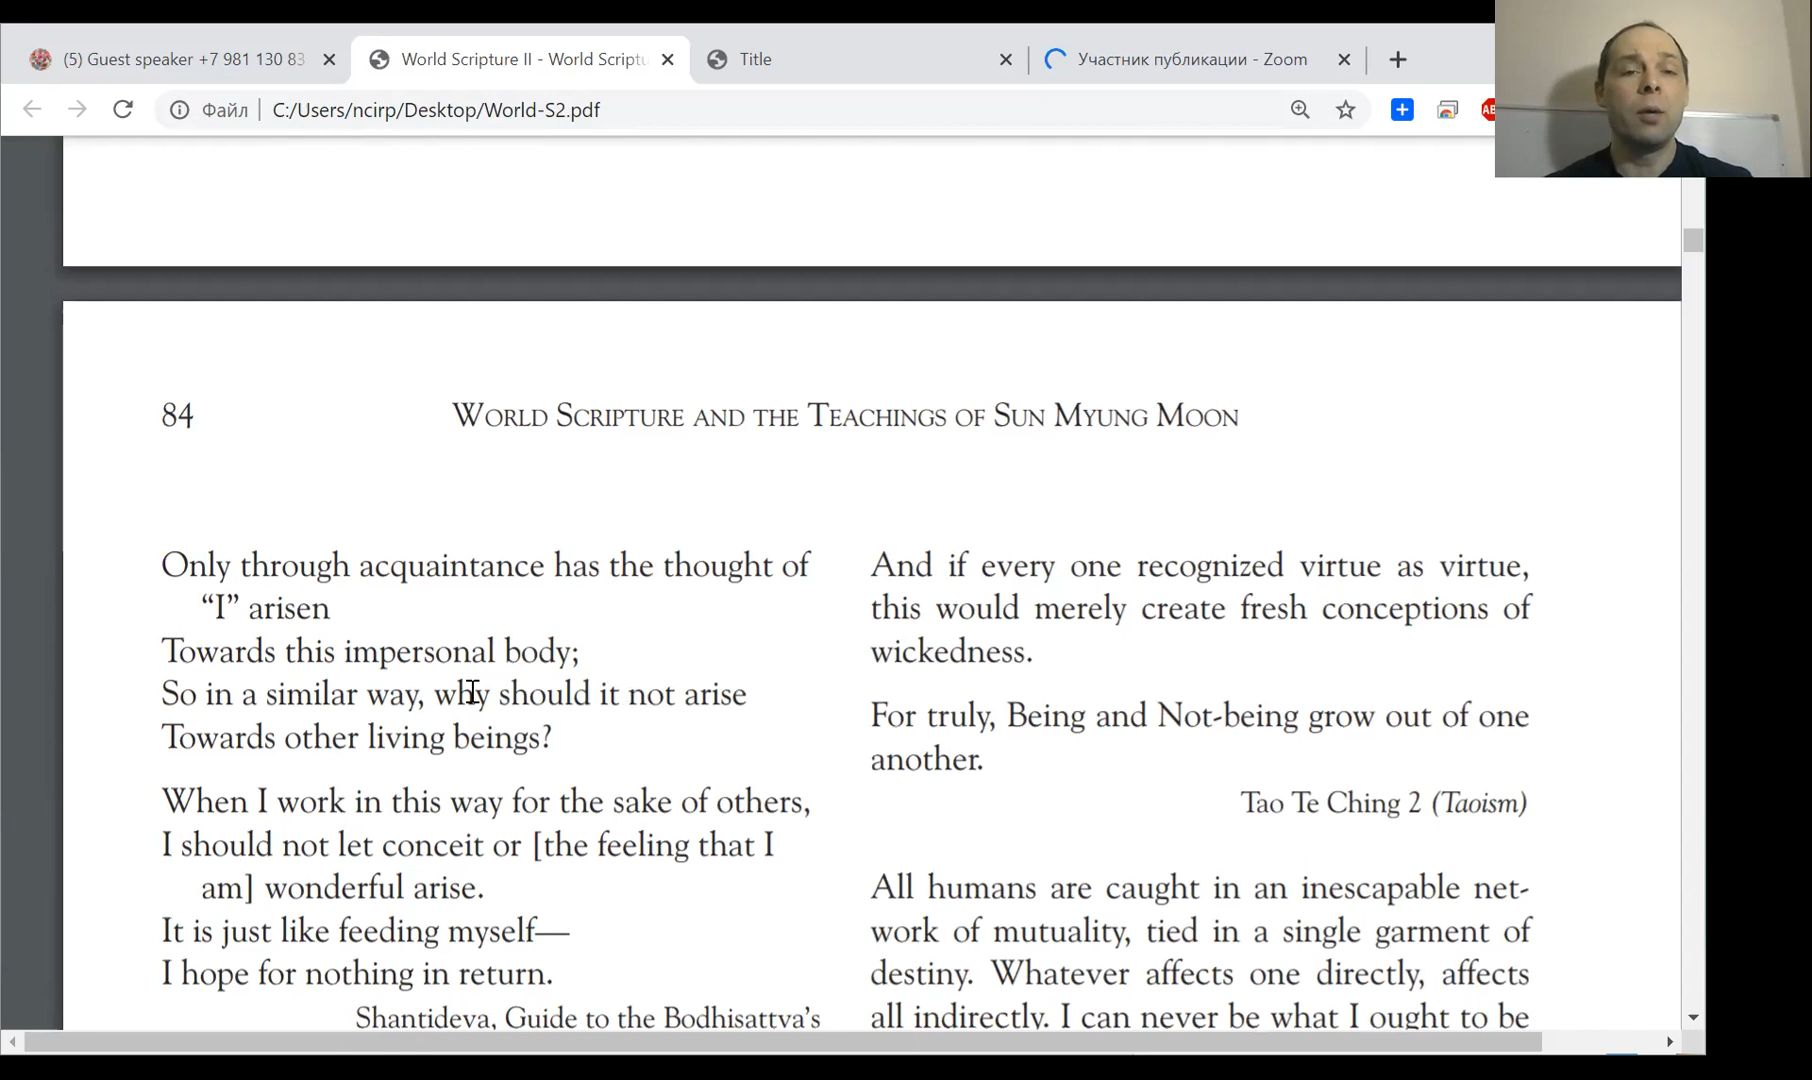 (5) Guest speaker +7 981 130 83
World Scripture II - World Scriptu
Title
Участник публикации - Zoom
Файл
C:/Users/ncirp/Desktop/World-S2.pdf
84
WORLD SCRIPTURE AND THE TEACHINGS OF SUN MYUNG MOON
Only through acquaintance has the thought of
“I” arisen
Towards this impersonal body;
So in a similar way, why should it not arise
Towards other living beings?
When I work in this way for the sake of others,
I should not let conceit or [the feeling that I
am] wonderful arise.
It is just like feeding myself—
I hope for nothing in return.
Shantideva, Guide to the Bodhisattva’s
And if every one recognized virtue as virtue,
this would merely create fresh conceptions of
wickedness.
For truly, Being and Not-being grow out of one
another.
Tao Te Ching 2 (Taoism)
All humans are caught in an inescapable net-
work of mutuality, tied in a single garment of
destiny. Whatever affects one directly, affects
all indirectly. I can never be what I ought to be